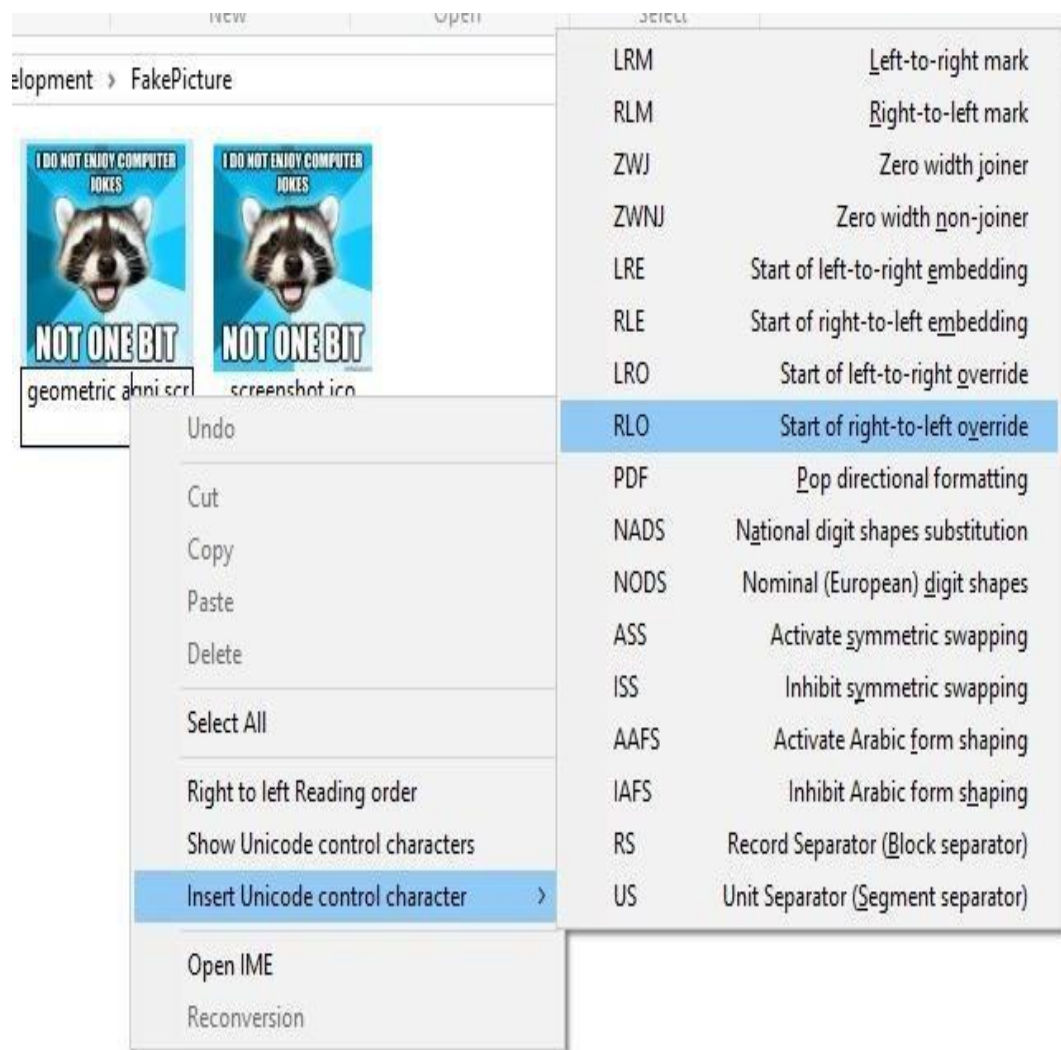 New Open Select
elopment > FakePicture
I DO NOT ENJOY COMPUTER
JOKES
NOT ONE BIT
I DO NOT ENJOY COMPUTER
JOKES
NOT ONE BIT
geometric agni scr
screenshot ico
Undo
Cut
Copy
Paste
Delete
Select All
Right to left Reading order
Show Unicode control characters
Insert Unicode control character >
Open IME
Reconversion
LRM Left-to-right mark
RLM Right-to-left mark
ZWJ Zero width joiner
ZWNJ Zero width non-joiner
LRE Start of left-to-right embedding
RLE Start of right-to-left embedding
LRO Start of left-to-right override
RLO Start of right-to-left override
PDF Pop directional formatting
NADS National digit shapes substitution
NODS Nominal (European) digit shapes
ASS Activate symmetric swapping
ISS Inhibit symmetric swapping
AAFS Activate Arabic form shaping
IAFS Inhibit Arabic form shaping
RS Record Separator (Block separator)
US Unit Separator (Segment separator)